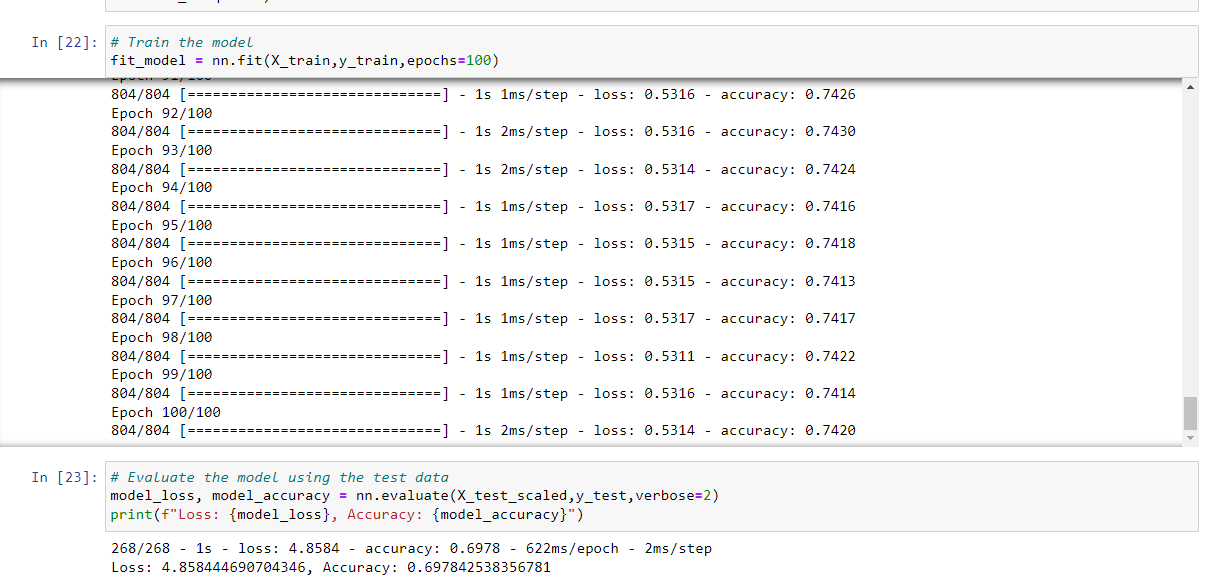 In [22]: # Train the model
fit_model = nn.fit(X_train,y_train,epochs=100)
804/804 [==============================] - 1s 1ms/step - loss: 0.5316 - accuracy: 0.7426
Epoch 92/100
804/804 [==============================] - 1s 2ms/step - loss: 0.5316 - accuracy: 0.7430
Epoch 93/100
804/804 [==============================] - 1s 2ms/step - loss: 0.5314 - accuracy: 0.7424
Epoch 94/100
804/804 [==============================] - 1s 1ms/step - loss: 0.5317 - accuracy: 0.7416
Epoch 95/100
804/804 [==============================] - 1s 1ms/step - loss: 0.5315 - accuracy: 0.7418
Epoch 96/100
804/804 [==============================] - 1s 1ms/step - loss: 0.5315 - accuracy: 0.7413
Epoch 97/100
804/804 [==============================] - 1s 1ms/step - loss: 0.5317 - accuracy: 0.7417
Epoch 98/100
804/804 [==============================] - 1s 1ms/step - loss: 0.5311 - accuracy: 0.7422
Epoch 99/100
804/804 [==============================] - 1s 1ms/step - loss: 0.5316 - accuracy: 0.7414
Epoch 100/100
804/804 [==============================] - 1s 2ms/step - loss: 0.5314 - accuracy: 0.7420
In [23]: # Evaluate the model using the test data
model_loss, model_accuracy = nn.evaluate(X_test_scaled,y_test,verbose=2)
print(f"Loss: {model_loss}, Accuracy: {model_accuracy}")
268/268 - 1s - loss: 4.8584 - accuracy: 0.6978 - 622ms/epoch - 2ms/step
Loss: 4.858444690704346, Accuracy: 0.697842538356781